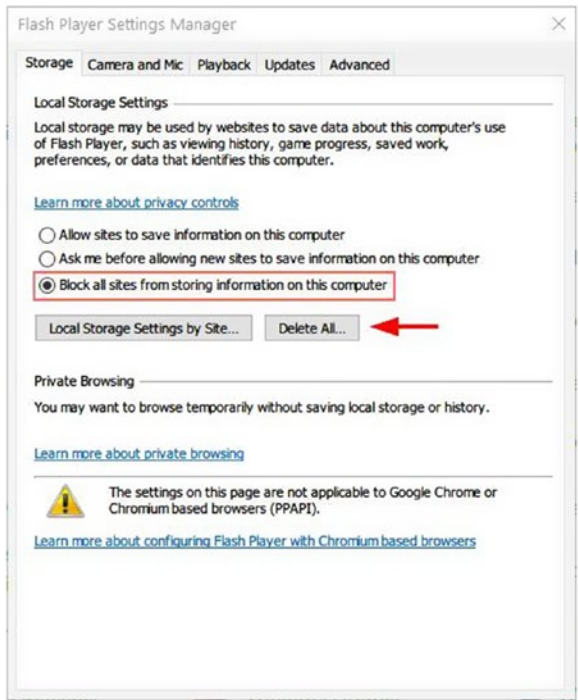 Flash Player Settings Manager
Storage Camera and Mic Playback Updates Advanced
Local Storage Settings
Local storage may be used by websites to save data about this computer's use
of Flash Player, such as viewing history, game progress, saved work,
preferences, or data that identifies this computer.
Learn more about privacy controls
Allow sites to save information on this computer
Ask me before allowing new sites to save information on this computer
Block all sites from storing information on this computer
Local Storage Settings by Site... Delete All...
Private Browsing
You may want to browse temporarily without saving local storage or history.
Learn more about private browsing
The settings on this page are not applicable to Google Chrome or
Chromium based browsers (PPAPI).
Learn more about configuring Flash Player with Chromium based browsers